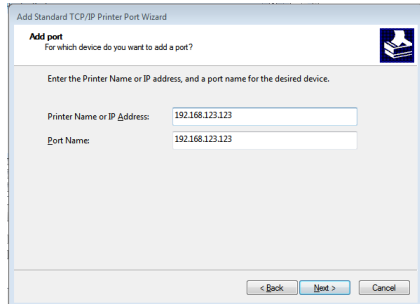 Add Standard TCP/IP Printer Port Wizard
Add port
For which device do you want to add a port?
Enter the Printer Name or IP address, and a port name for the desired device.
Printer Name or IP Address: 192.168.123.123
Port Name: 192.168.123.123
< Back Next > Cancel